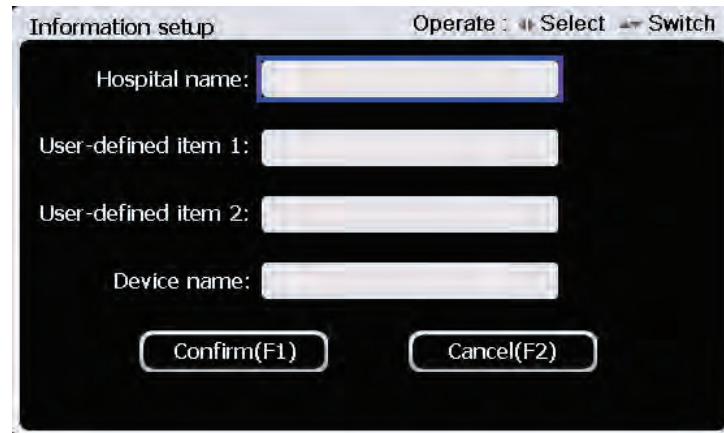 Information setup Operate : Select Switch
Hospital name:
User-defined item 1:
User-defined item 2:
Device name:
Confirm(F1) Cancel(F2)